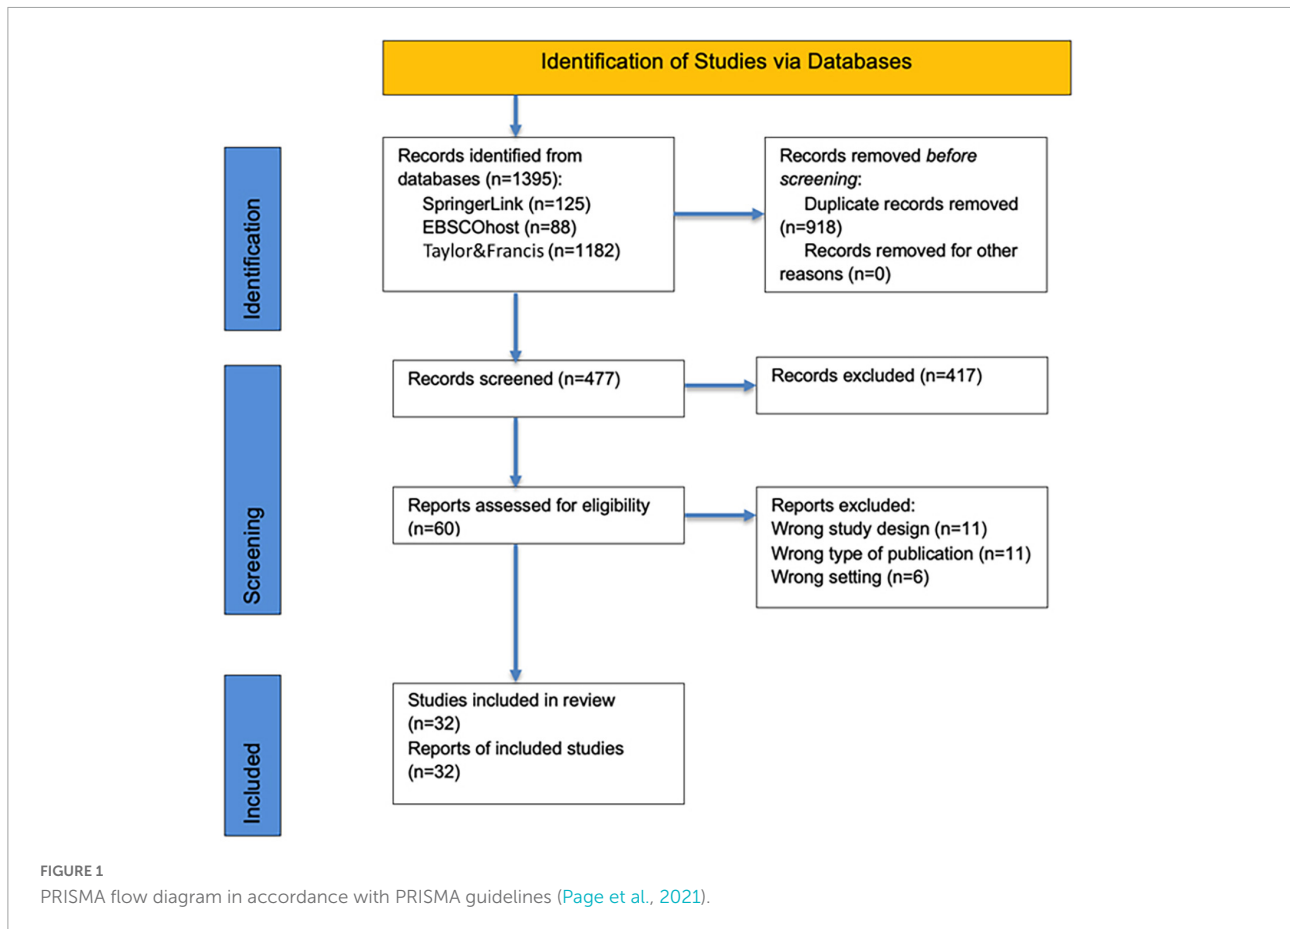 Identification of Studies via Databases
Identification
Records identified from
databases (n=1395):
SpringerLink (n=125)
EBSCOhost (n=88)
Taylor&Francis (n=1182)
Records removed before
screening:
Duplicate records removed
(n=918)
Records removed for other
reasons (n=0)
Screening
Records screened (n=477)
Records excluded (n=417)
Reports assessed for eligibility
(n=60)
Reports excluded:
Wrong study design (n=11)
Wrong type of publication (n=11)
Wrong setting (n=6)
Included
Studies included in review
(n=32)
Reports of included studies
(n=32)
FIGURE 1
PRISMA flow diagram in accordance with PRISMA guidelines (Page et al., 2021).